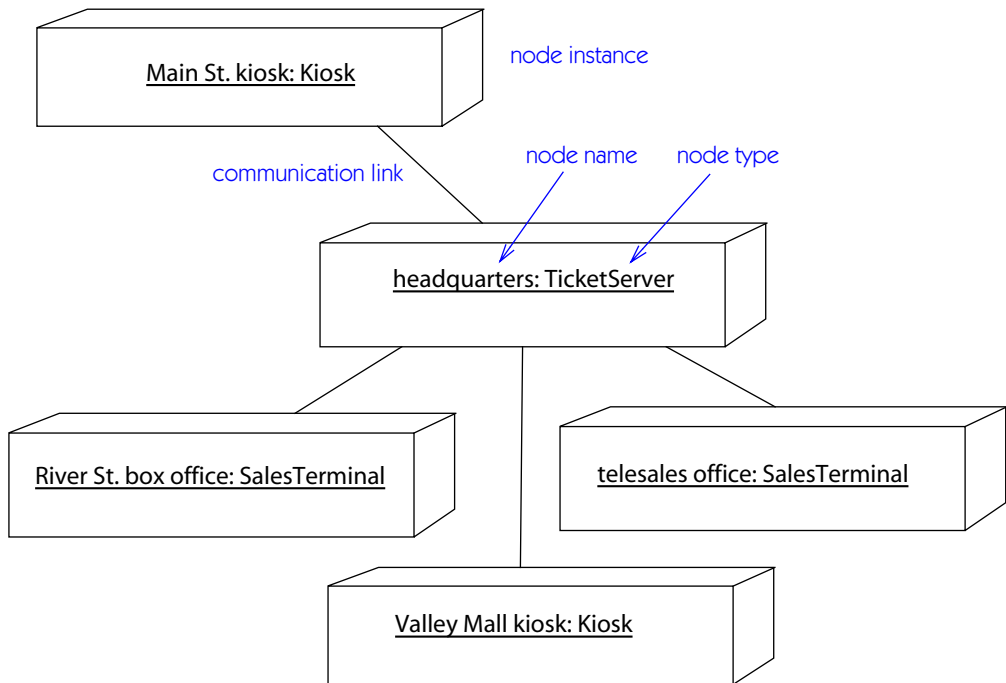 Main St. kiosk: Kiosk
node instance
communication link
node name
node type
headquarters: TicketServer
River St. box office: SalesTerminal
telesales office: SalesTerminal
Valley Mall kiosk: Kiosk